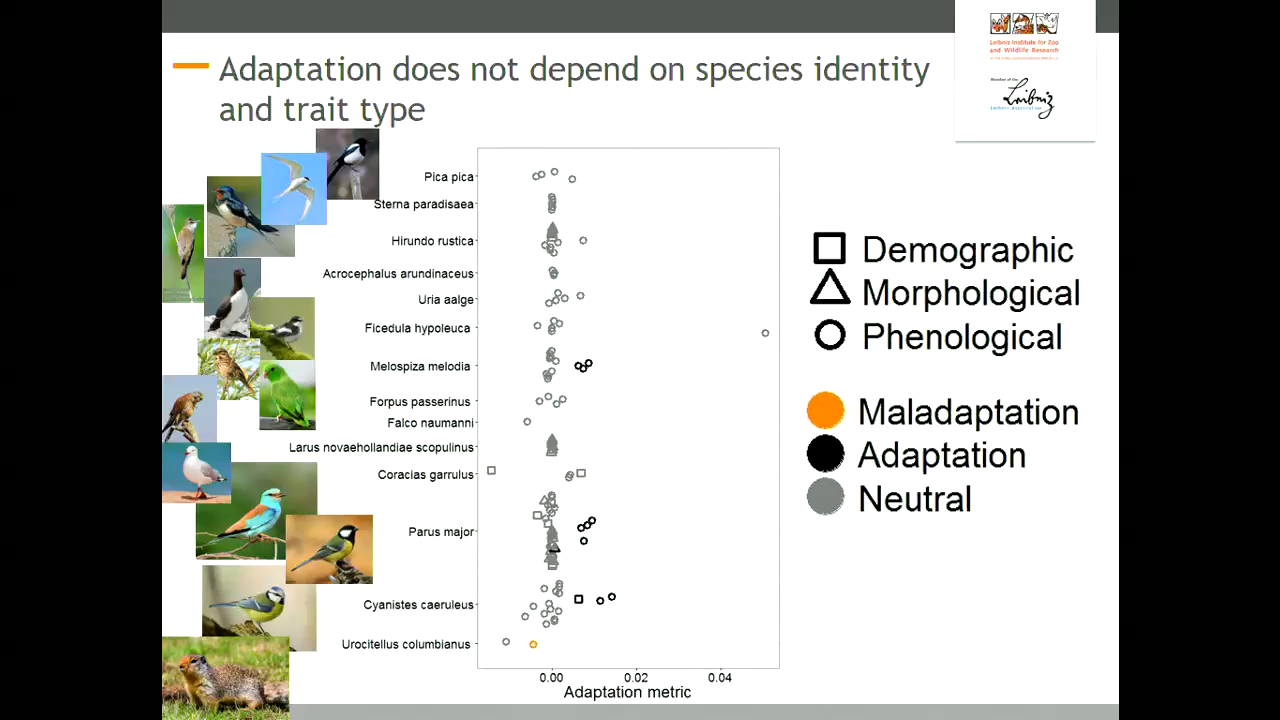 Adaptation does not depend on species identity
and trait type
Leibniz Institute for Zoo
and Wildlife Research
Member of the
Leibniz
Leibniz Association
Pica pica
Sterna paradisaea
Hirundo rustica
Acrocephalus arundinaceus
Uria aalge
Ficedula hypoleuca
Melospiza melodia
Forpus passerinus
Falco naumanni
Larus novaehollandiae scopulinus
Coracias garrulus
Parus major
Cyanistes caeruleus
Urocitellus columbianus
0.00 0.02 0.04
Adaptation metric
Demographic
Morphological
Phenological
Maladaptation
Adaptation
Neutral